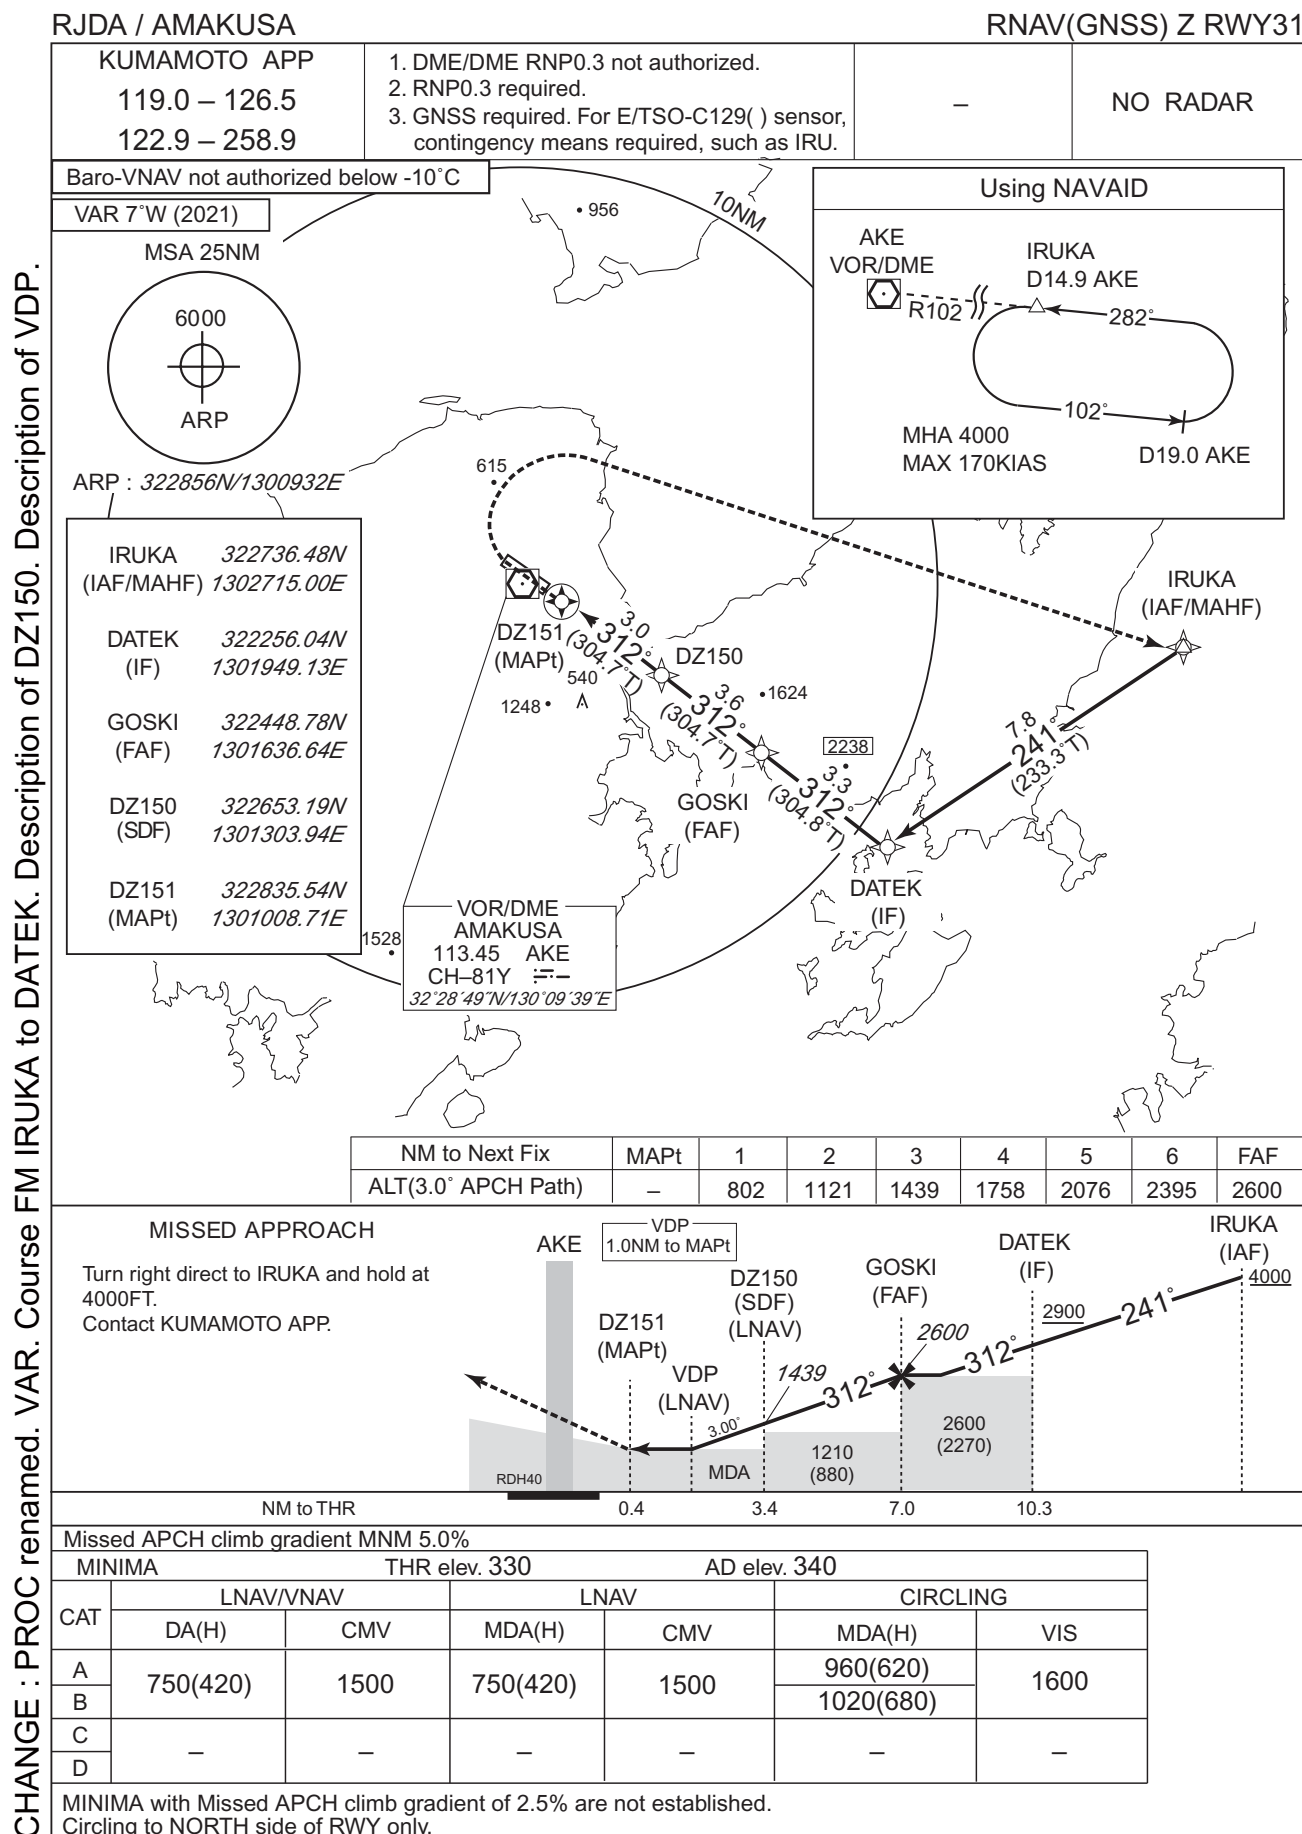 RJDA / AMAKUSA
RNAV(GNSS) Z RWY31
KUMAMOTO APP
119.0 – 126.5
122.9 – 258.9
1. DME/DME RNP0.3 not authorized.
2. RNP0.3 required.
3. GNSS required. For E/TSO-C129( ) sensor,
contingency means required, such as IRU.
–
NO RADAR
Baro-VNAV not authorized below -10˚C
VAR 7˚W (2021)
MSA 25NM
6000
ARP
ARP : 322856N/1300932E
956
10NM
Using NAVAID
AKE
VOR/DME
IRUKA
D14.9 AKE
R102
282˚
102˚
MHA 4000
MAX 170KIAS
D19.0 AKE
615
IRUKA 322736.48N
(IAF/MAHF) 1302715.00E
DATEK 322256.04N
(IF) 1301949.13E
GOSKI 322448.78N
(FAF) 1301636.64E
DZ150 322653.19N
(SDF) 1301303.94E
DZ151 322835.54N
(MAPt) 1301008.71E
IRUKA
(IAF/MAHF)
DZ151
(MAPt)
3.0
312˚
(304.7˚T)
DZ150
540
1248
3.6
312˚
(304.7˚T)
1624
2238
GOSKI
(FAF)
3.3
312˚
(304.8˚T)
7.8
241˚
(233.3˚T)
DATEK
(IF)
1528
VOR/DME
AMAKUSA
113.45 AKE
CH–81Y
32˚28´49˝N/130˚09´39˝E
NM to Next Fix MAPt 1 2 3 4 5 6 FAF
ALT(3.0˚ APCH Path) – 802 1121 1439 1758 2076 2395 2600
MISSED APPROACH
Turn right direct to IRUKA and hold at
4000FT.
Contact KUMAMOTO APP.
AKE
VDP
1.0NM to MAPt
DZ151
(MAPt)
VDP
(LNAV)
DZ150
(SDF)
(LNAV)
GOSKI
(FAF)
DATEK
(IF)
IRUKA
(IAF)
4000
2900
241˚
2600
312˚
1439
312˚
3.00˚
2600
(2270)
1210
(880)
MDA
RDH40
NM to THR 0.4 3.4 7.0 10.3
Missed APCH climb gradient MNM 5.0%
MINIMA THR elev. 330 AD elev. 340
CAT LNAV/VNAV LNAV CIRCLING
DA(H) CMV MDA(H) CMV MDA(H) VIS
A 750(420) 1500 750(420) 1500 960(620) 1600
B 1020(680)
C – – – – – –
D
MINIMA with Missed APCH climb gradient of 2.5% are not established.
Circling to NORTH side of RWY only.
CHANGE : PROC renamed. VAR. Course FM IRUKA to DATEK. Description of DZ150. Description of VDP.